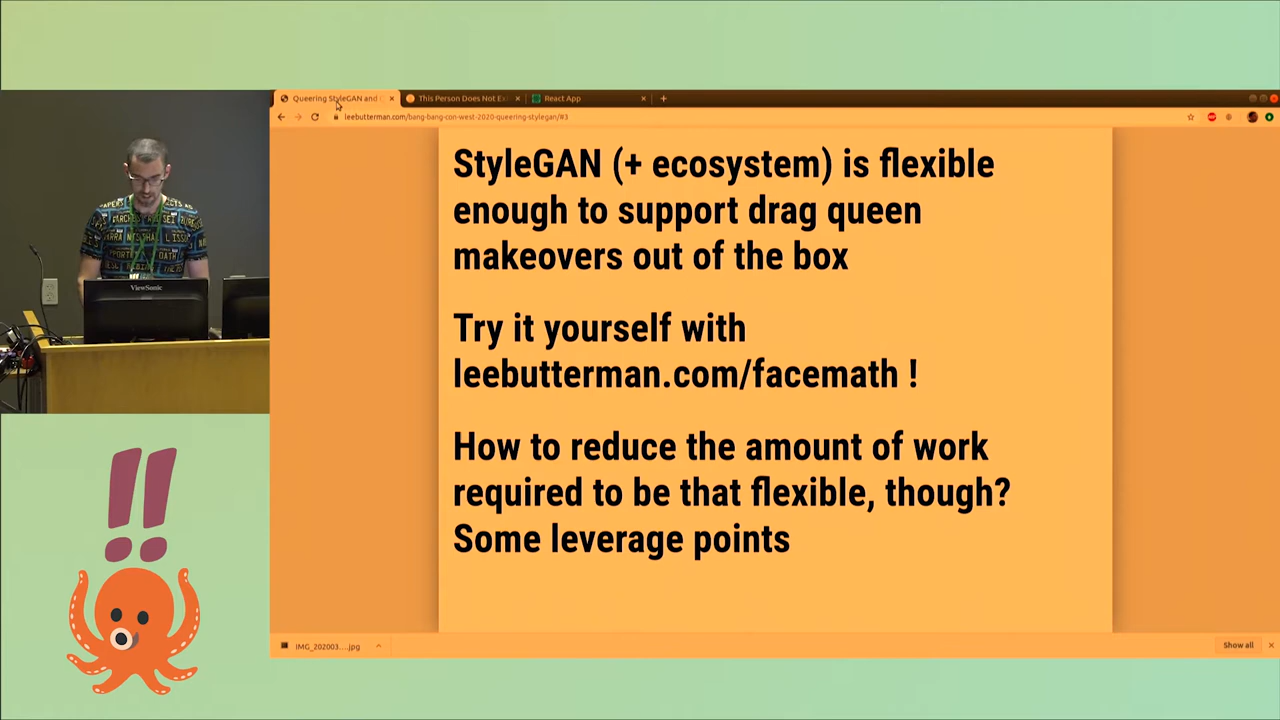 Queering StyleGAN and
This Person Does Not Ex
React App
leebutterman.com/bang-bang-con-west-2020-queering-stylegan/#3
StyleGAN (+ ecosystem) is flexible
enough to support drag queen
makeovers out of the box
Try it yourself with
leebutterman.com/facemath !
How to reduce the amount of work
required to be that flexible, though?
Some leverage points
ViewSonic
!!
IMG_202003....jpg
Show all